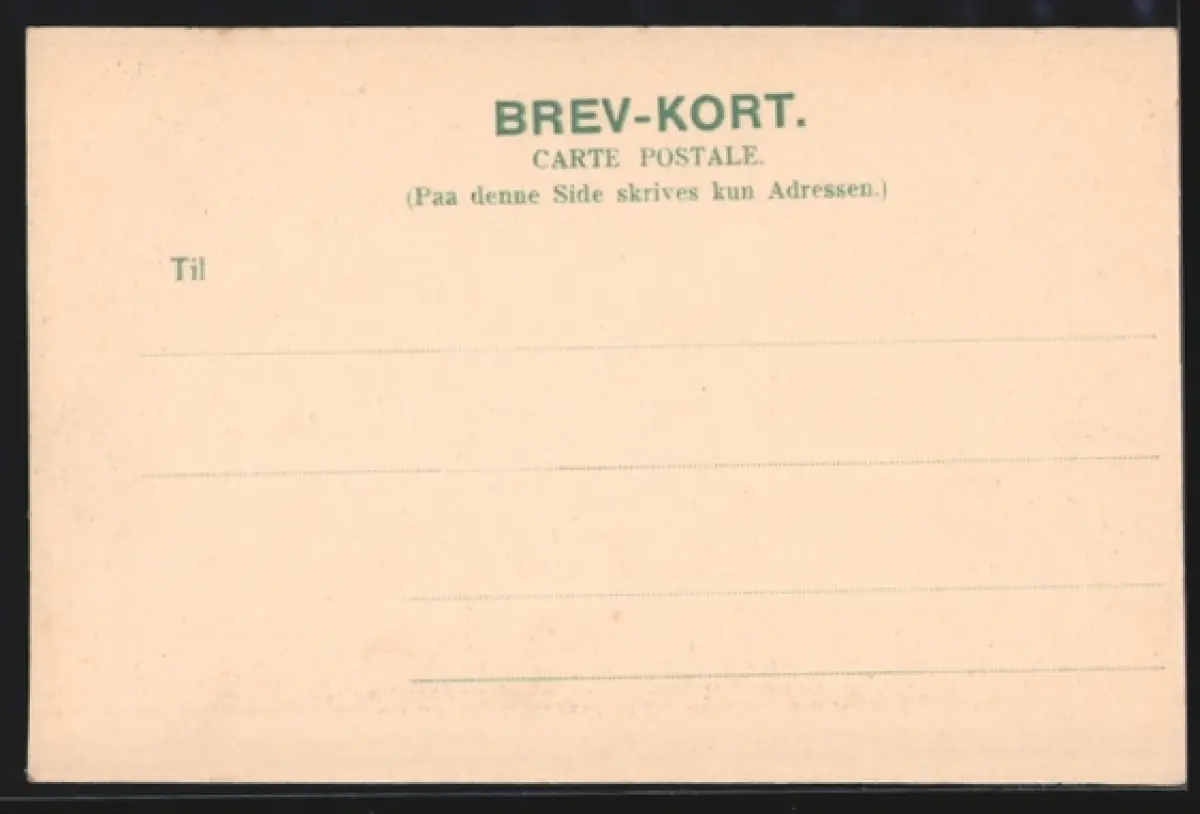 BREV-KORT.
CARTE POSTALE.
(Paa denne Side skrives kun Adressen.)
Til